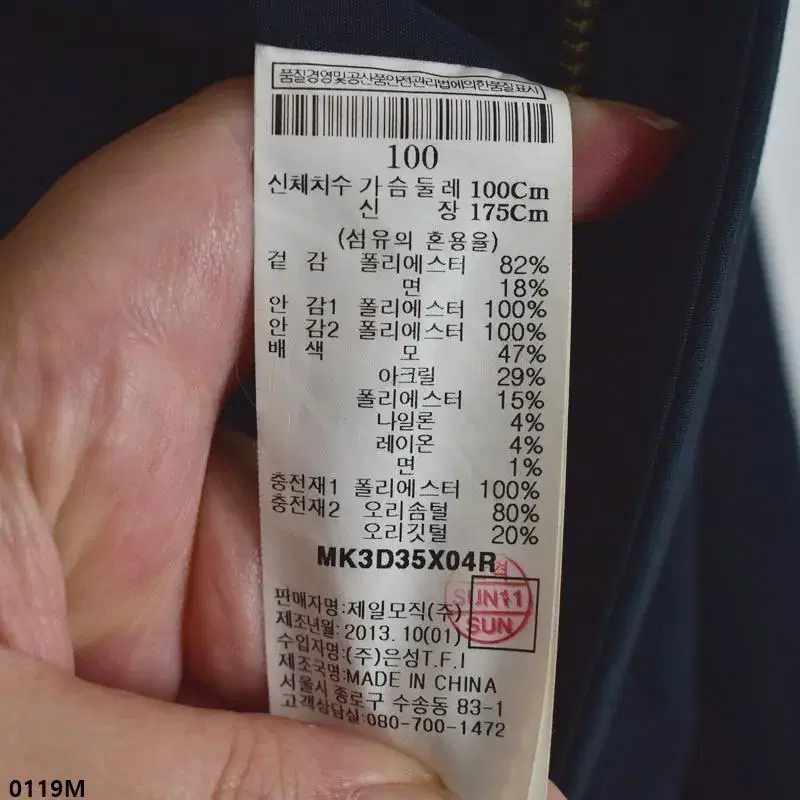 품질경영및공산품안전관리법에의한품질표시
100
신체치수 가슴둘레 100Cm
신 장 175Cm
(섬유의 혼용율)
겉 감 폴리에스터 82%
면 18%
안 감1 폴리에스터 100%
안 감2 폴리에스터 100%
배 색 모 47%
아크릴 29%
폴리에스터 15%
나일론 4%
레이온 4%
면 1%
충전재1 폴리에스터 100%
충전재2 오리솜털 80%
오리깃털 20%
MK3D35X04R
검
SUN11
SUN
판매자명:제일모직(주)
제조년월: 2013. 10(01)
수입자명:(주)은성T.F.I
제조국명:MADE IN CHINA
서울시 종로구 수송동 83-1
고객상담실:080-700-1472
0119M